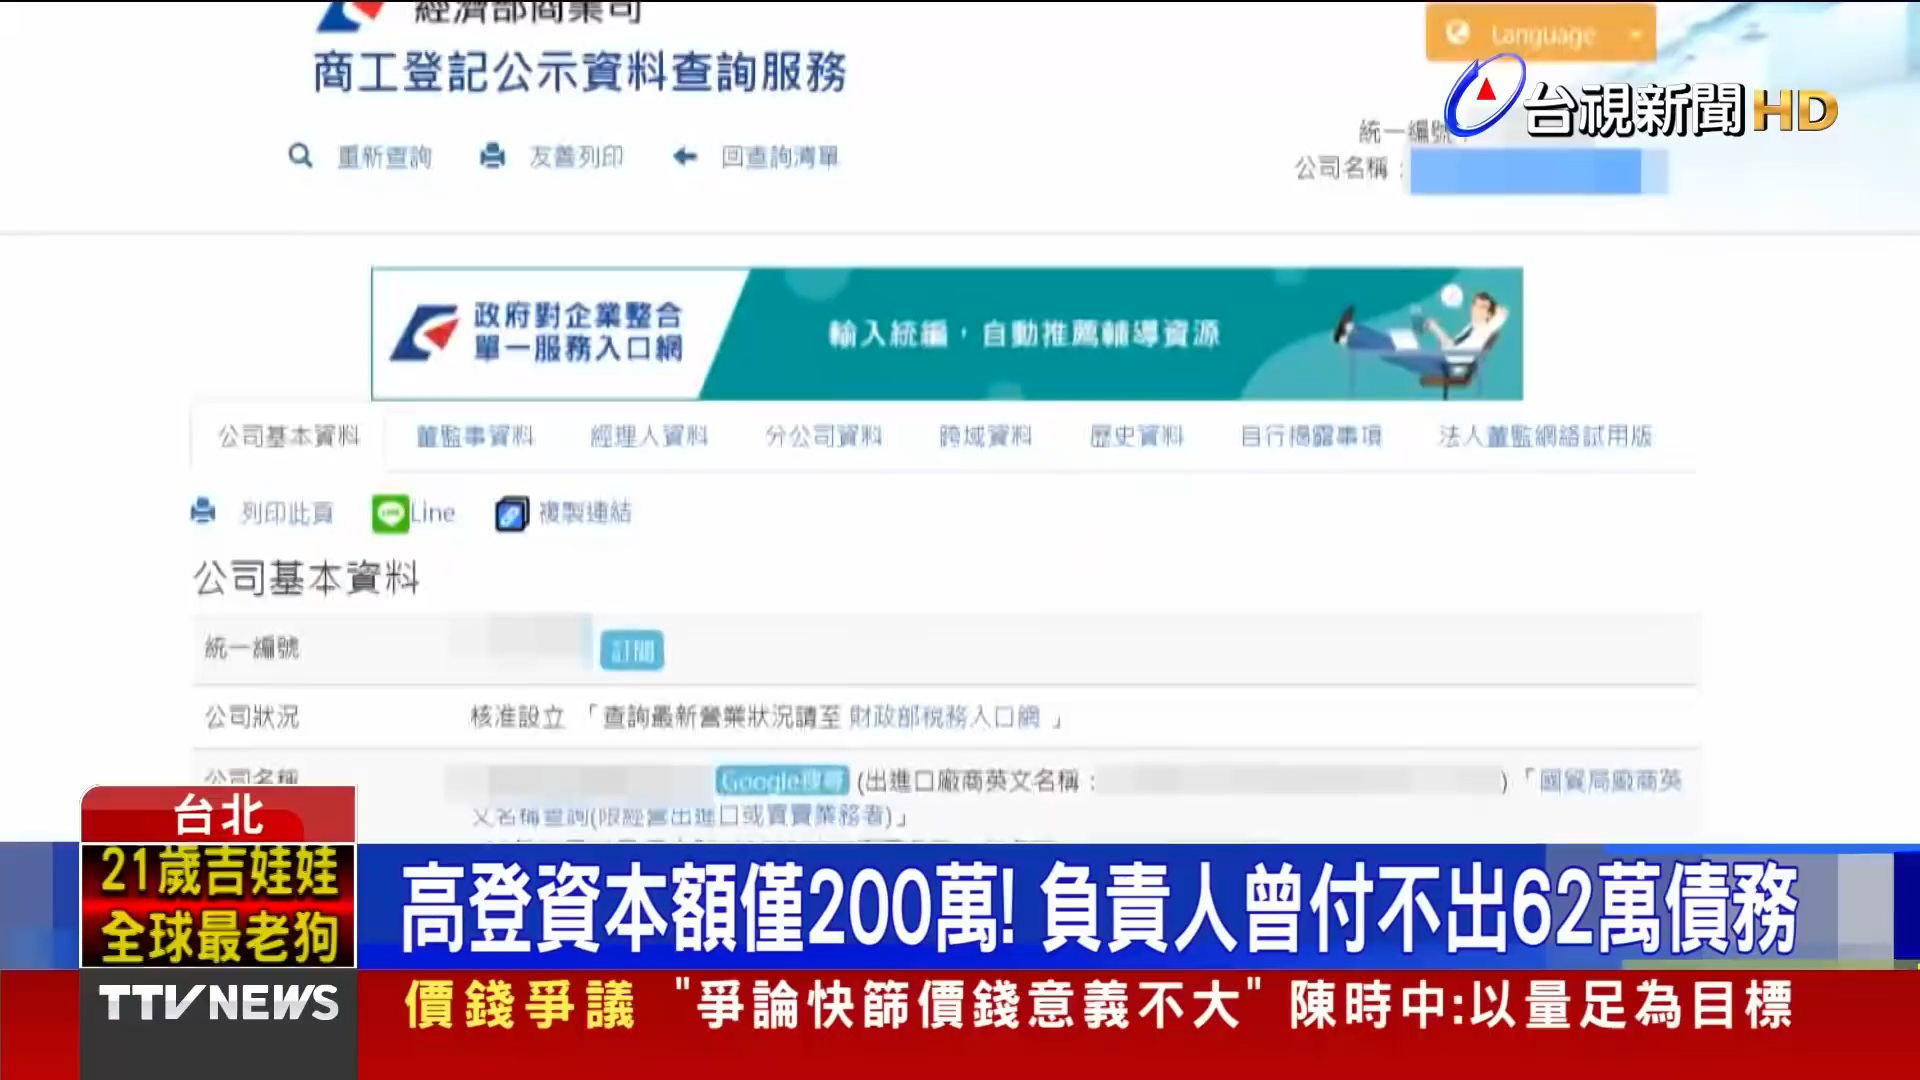 經濟部商業司
商工登記公示資料查詢服務
Language
台視新聞HD
重新查詢 友善列印 回查詢清單
統一編號
公司名稱：
政府對企業整合
單一服務入口網
輸入統編，自動推薦輔導資源
公司基本資料 董監事資料 經理人資料 分公司資料 跨域資料 歷史資料 自行揭露事項 法人董監網絡試用版
列印此頁 Line 複製連結
公司基本資料
統一編號 訂閱
公司狀況 核准設立 「查詢最新營業狀況請至 財政部稅務入口網 」
公司名稱 Google搜尋 (出進口廠商英文名稱： ) 「國貿局廠商英
文名稱查詢(限經營出進口或買賣業務者)」
台北
21歲吉娃娃
全球最老狗
高登資本額僅200萬! 負責人曾付不出62萬債務
TTV NEWS
價錢爭議 "爭論快篩價錢意義不大" 陳時中:以量足為目標